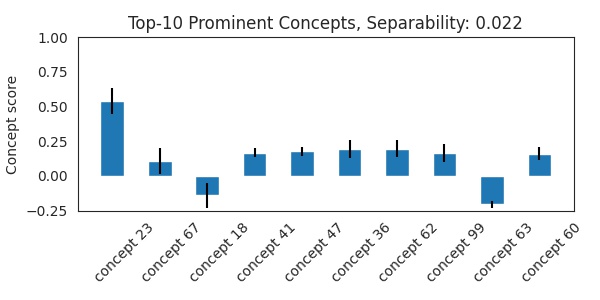 Top-10 Prominent Concepts, Separability: 0.022
Concept score
1.00
0.75
0.50
0.25
0.00
−0.25
concept 23
concept 67
concept 18
concept 41
concept 47
concept 36
concept 62
concept 99
concept 63
concept 60